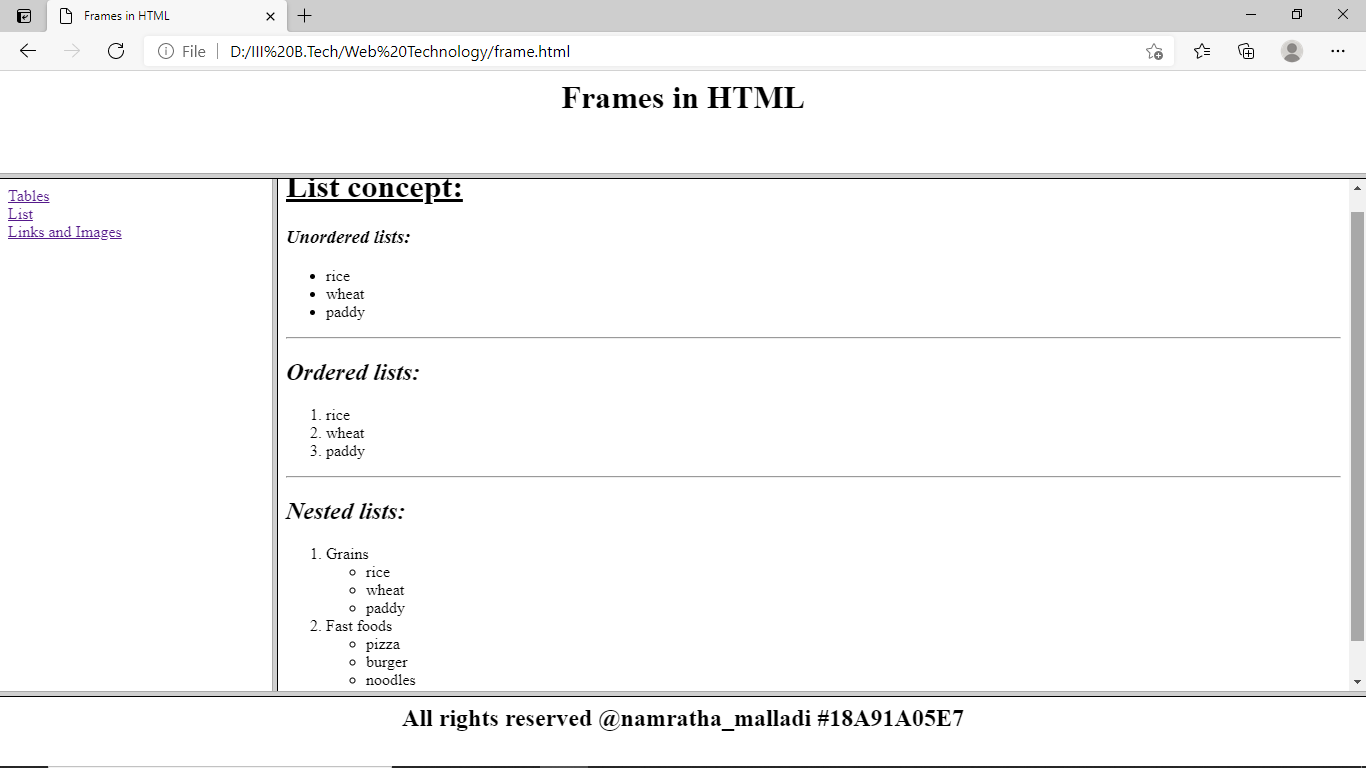 Frames in HTML
File
D:/III%20B.Tech/Web%20Technology/frame.html
Frames in HTML
Tables
List
Links and Images
List concept:
Unordered lists:
• rice
• wheat
• paddy
Ordered lists:
1. rice
2. wheat
3. paddy
Nested lists:
1. Grains
○ rice
○ wheat
○ paddy
2. Fast foods
○ pizza
○ burger
○ noodles
All rights reserved @namratha_malladi #18A91A05E7